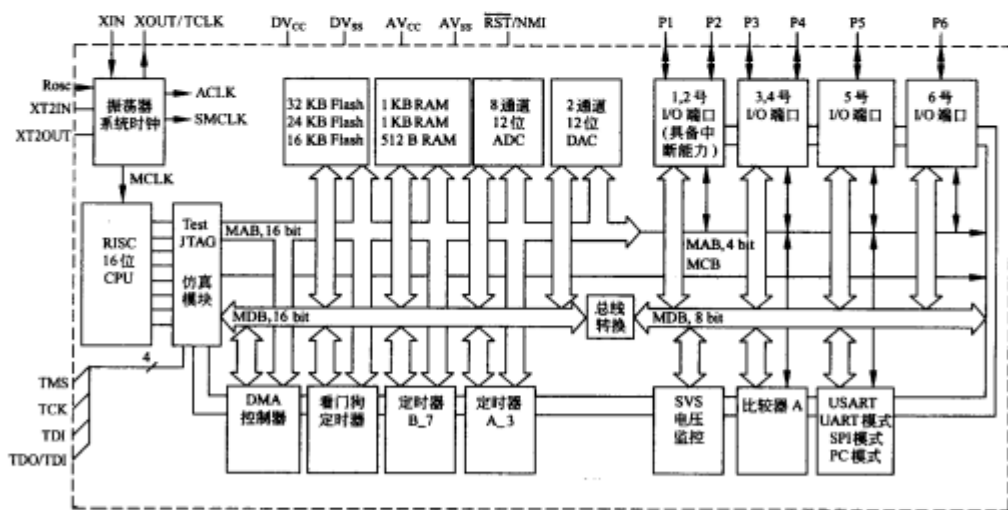 XIN
XOUT/TCLK
DVCC
DVSS
AVCC
AVSS
RST/NMI
P1
P2
P3
P4
P5
P6
Rosc
XT2IN
XT2OUT
振荡器
系统时钟
ACLK
SMCLK
MCLK
32 KB Flash
24 KB Flash
16 KB Flash
1 KB RAM
1 KB RAM
512 B RAM
8通道
12位
ADC
2通道
12位
DAC
1,2号
I/O端口
(具备中
断能力)
3,4号
I/O端口
5号
I/O端口
6号
I/O端口
RISC
16位
CPU
Test
JTAG
仿真
模块
MAB, 16 bit
MAB, 4 bit
MCB
MDB, 16 bit
总线
转换
MDB, 8 bit
4
TMS
TCK
TDI
TDO/TDI
DMA
控制器
看门狗
定时器
定时器
B_7
定时器
A_3
SVS
电压
监控
比较器 A
USART
UART模式
SPI模式
PC模式